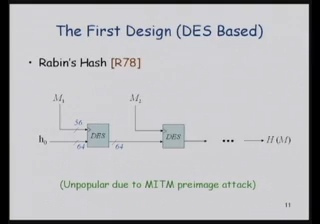 The First Design (DES Based)
• Rabin's Hash [R78]
M₁ M₂
56
DES DES
h₀ 64 64 ••• H (M)
(Unpopular due to MITM preimage attack)
11